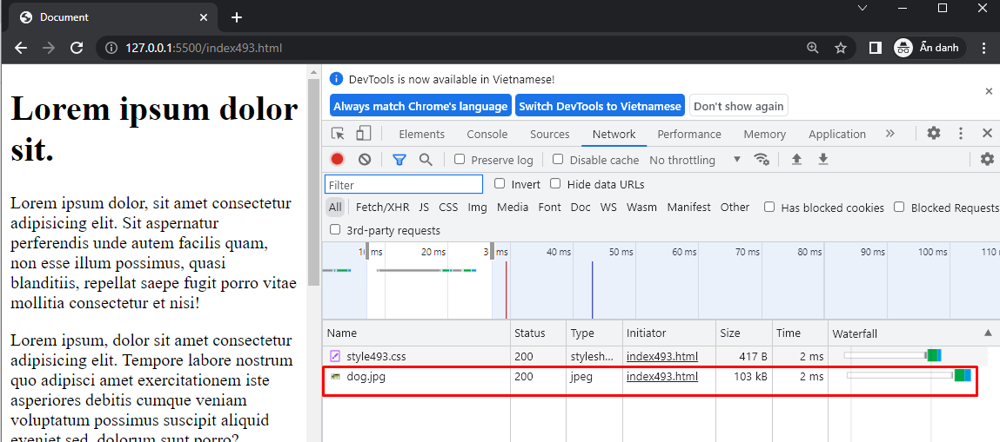 Document
127.0.0.1:5500/index493.html
Ẩn danh
Lorem ipsum dolor
sit.
Lorem ipsum dolor, sit amet consectetur
adipisicing elit. Sit aspernatur
perferendis unde autem facilis quam,
non esse illum possimus, quasi
blanditiis, repellat saepe fugit porro vitae
mollitia consectetur et nisi!
Lorem ipsum, dolor sit amet consectetur
adipisicing elit. Tempore labore nostrum
quo adipisci amet exercitationem iste
asperiores debitis cumque veniam
voluptatum possimus suscipit aliquid
eveniet sed, dolorum sunt porro?
DevTools is now available in Vietnamese!
Always match Chrome's language Switch DevTools to Vietnamese Don't show again
Elements Console Sources Network Performance Memory Application
Preserve log Disable cache No throttling
Filter Invert Hide data URLs
All Fetch/XHR JS CSS Img Media Font Doc WS Wasm Manifest Other Has blocked cookies Blocked Requests
3rd-party requests
ms 20 ms ms 40 ms 50 ms 60 ms 70 ms 80 ms 90 ms 100 ms 110
Name Status Type Initiator Size Time Waterfall
style493.css 200 stylesh... index493.html 417 B 2 ms
dog.jpg 200 jpeg index493.html 103 kB 2 ms